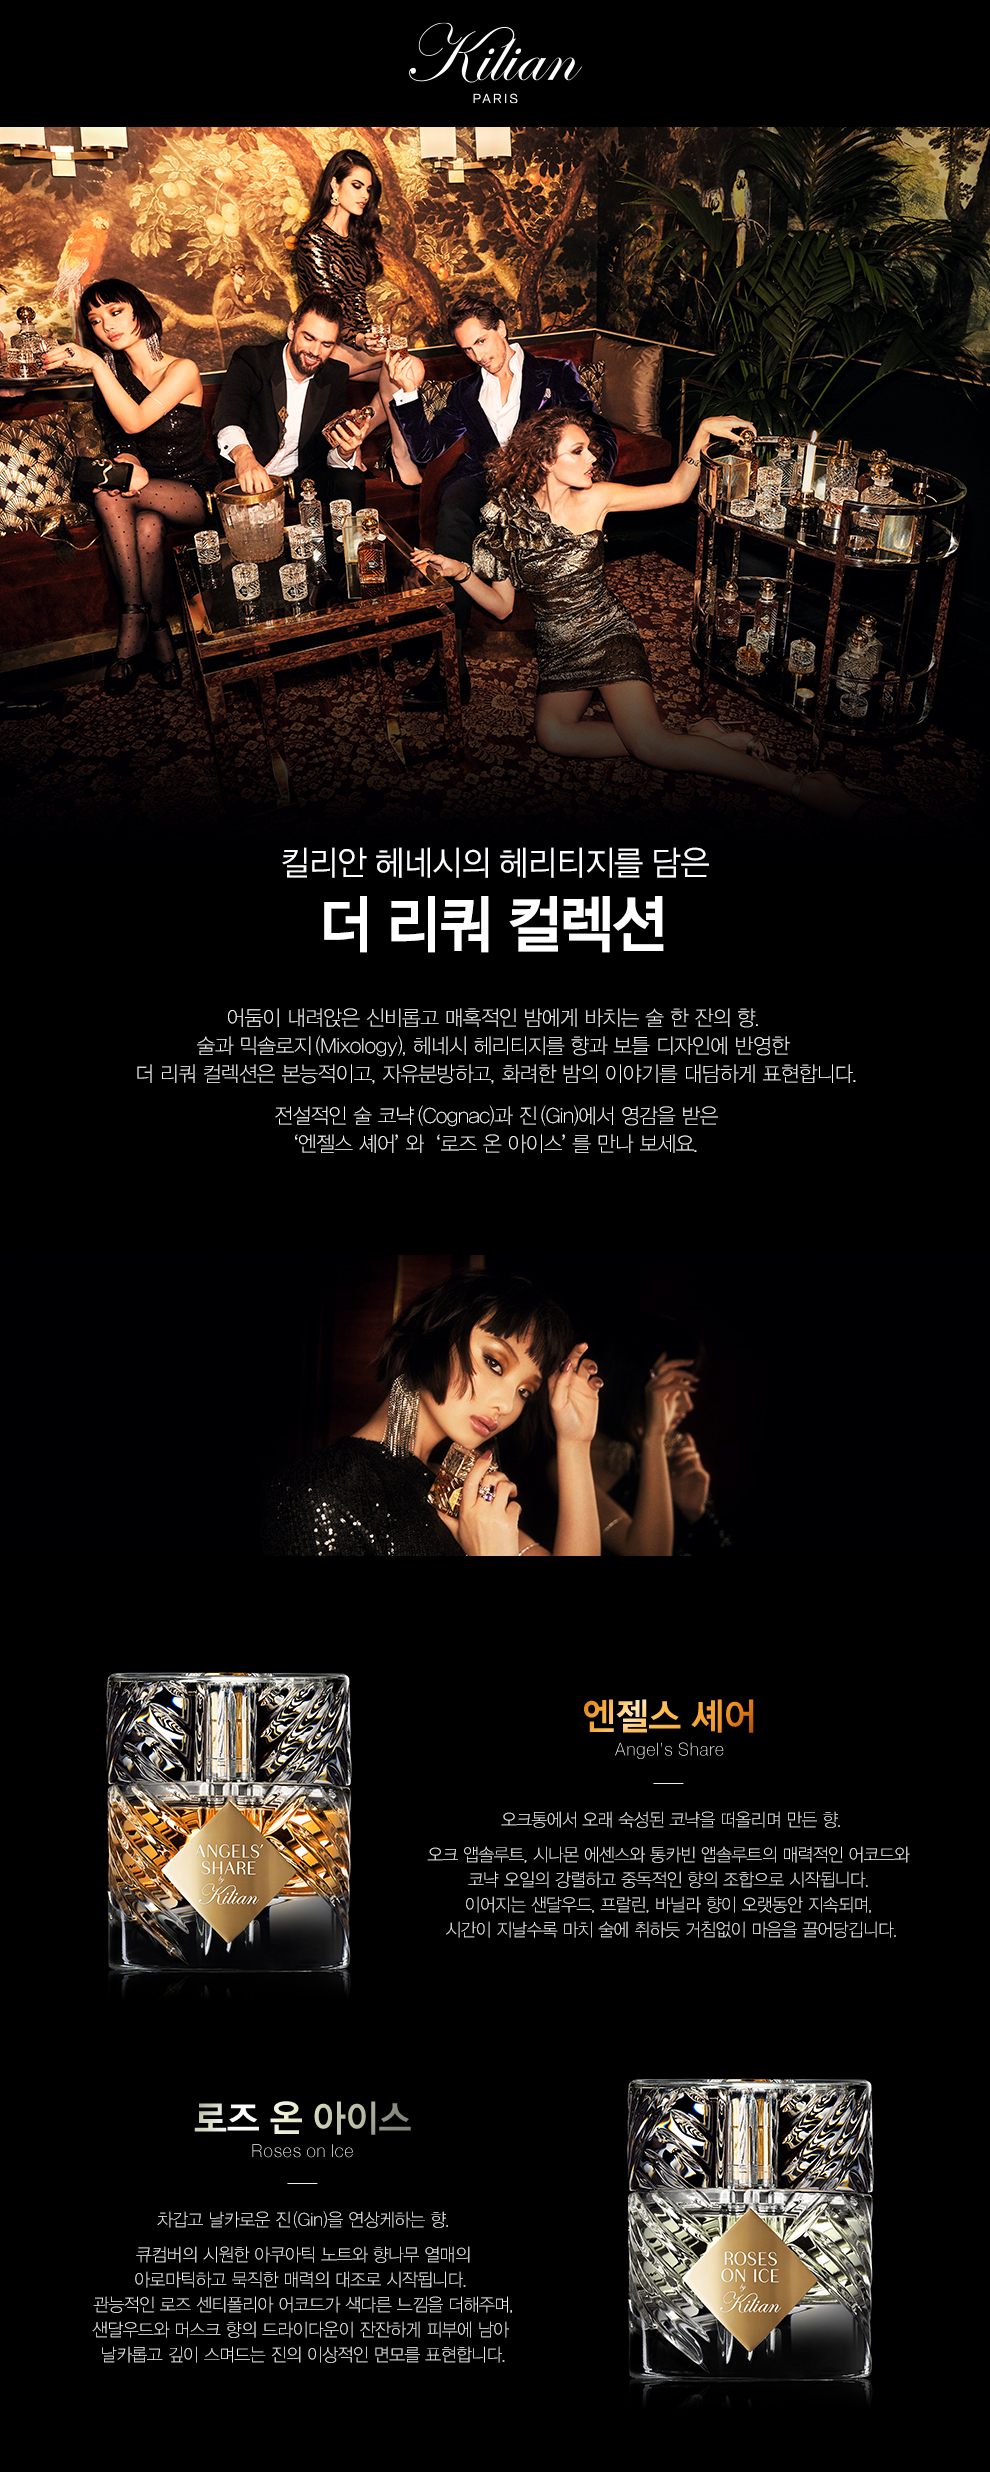 Kilian
PARIS
킬리안 헤네시의 헤리티지를 담은
더 리쿼 컬렉션
어둠이 내려앉은 신비롭고 매혹적인 밤에게 바치는 술 한 잔의 향.
술과 믹솔로지(Mixology), 헤네시 헤리티지를 향과 보틀 디자인에 반영한
더 리쿼 컬렉션은 본능적이고, 자유분방하고, 화려한 밤의 이야기를 대담하게 표현합니다.
전설적인 술 코냑(Cognac)과 진(Gin)에서 영감을 받은
‘엔젤스 셰어’ 와 ‘로즈 온 아이스’ 를 만나 보세요.
엔젤스 셰어
Angel's Share
오크통에서 오래 숙성된 코냑을 떠올리며 만든 향.
오크 앱솔루트, 시나몬 에센스와 통카빈 앱솔루트의 매력적인 어코드와
코냑 오일의 강렬하고 중독적인 향의 조합으로 시작됩니다.
이어지는 샌달우드, 프랄린, 바닐라 향이 오랫동안 지속되며,
시간이 지날수록 마치 술에 취하듯 거침없이 마음을 끌어당깁니다.
ANGELS'
SHARE
by
Kilian
로즈 온 아이스
Roses on Ice
차갑고 날카로운 진(Gin)을 연상케하는 향.
큐컴버의 시원한 아쿠아틱 노트와 향나무 열매의
아로마틱하고 묵직한 매력의 대조로 시작됩니다.
관능적인 로즈 센티폴리아 어코드가 색다른 느낌을 더해주며,
샌달우드와 머스크 향의 드라이다운이 잔잔하게 피부에 남아
날카롭고 깊이 스며드는 진의 이상적인 면모를 표현합니다.
ROSES
ON ICE
by
Kilian